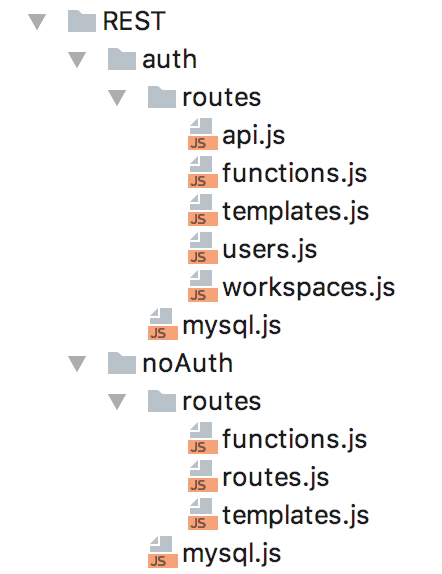 REST
auth
routes
JS api.js
JS functions.js
JS templates.js
JS users.js
JS workspaces.js
JS mysql.js
noAuth
routes
JS functions.js
JS routes.js
JS templates.js
JS mysql.js